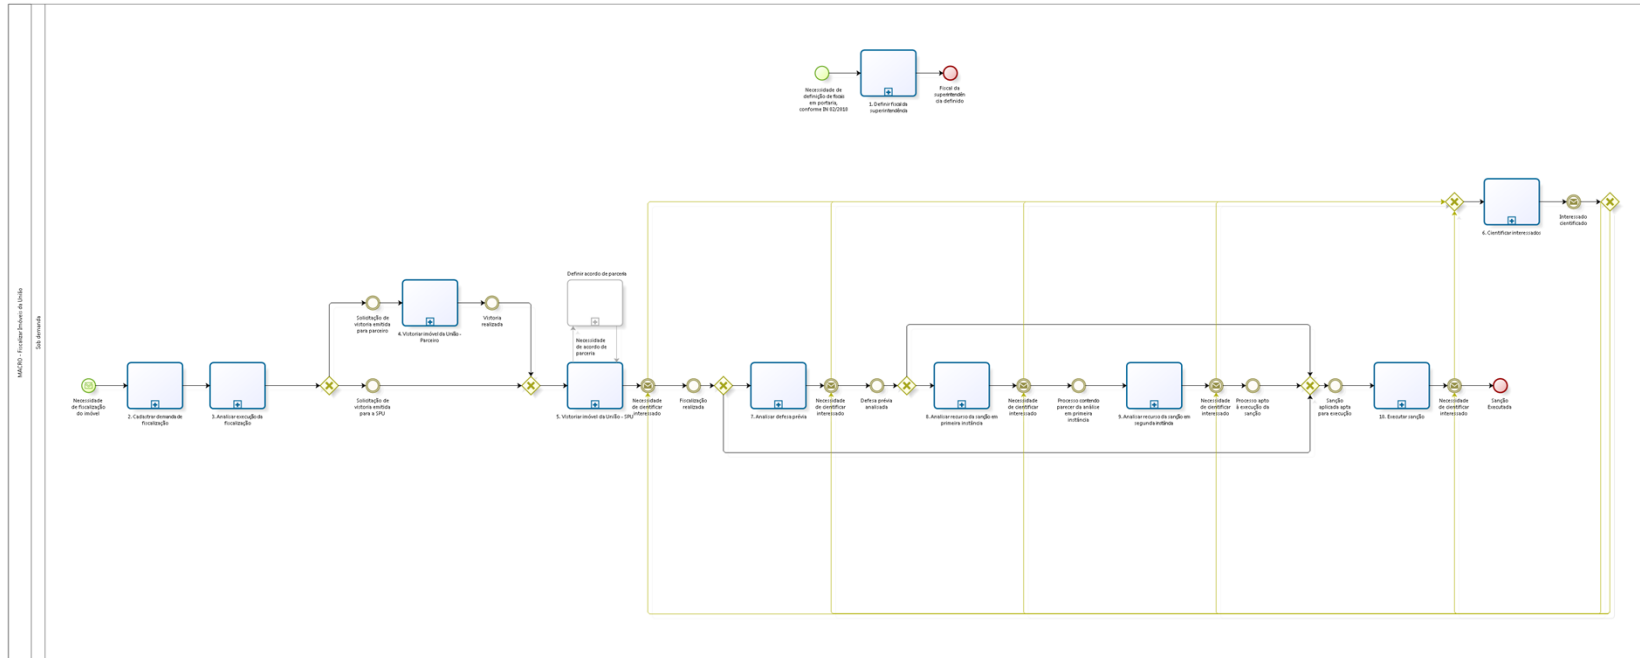 MACRO - Fiscalizar Imóveis da União
Sob demanda
Necessidade de
definição de fiscais
em portaria,
conforme IN 02/2018
1. Definir fiscal da
superintendência
Fiscal da
superintendên
cia definido
6. Cientificar interessados
Interessado
cientificado
Definir acordo de parceria
Solicitação de
vistoria emitida
para parceiro
4. Vistoriar imóvel da União -
Parceiro
Vistoria
realizada
Necessidade
de acordo de
parceria
Necessidade
de fiscalização
do imóvel
2. Cadastrar demanda de
fiscalização
3. Analisar execução da
fiscalização
Solicitação de
vistoria emitida
para a SPU
5. Vistoriar imóvel da União - SPU
Necessidade
de cientificar
interessado
Fiscalização
realizada
7. Analisar defesa prévia
Necessidade
de cientificar
interessado
Defesa prévia
analisada
8. Analisar recurso da sanção em
primeira instância
Necessidade
de cientificar
interessado
Processo contendo
parecer da análise
em primeira
instância
9. Analisar recurso da sanção em
segunda instância
Necessidade
de cientificar
interessado
Processo apto
à execução da
sanção
Sanção
aplicada apta
para execução
10. Executar sanção
Necessidade
de cientificar
interessado
Sanção
Executada